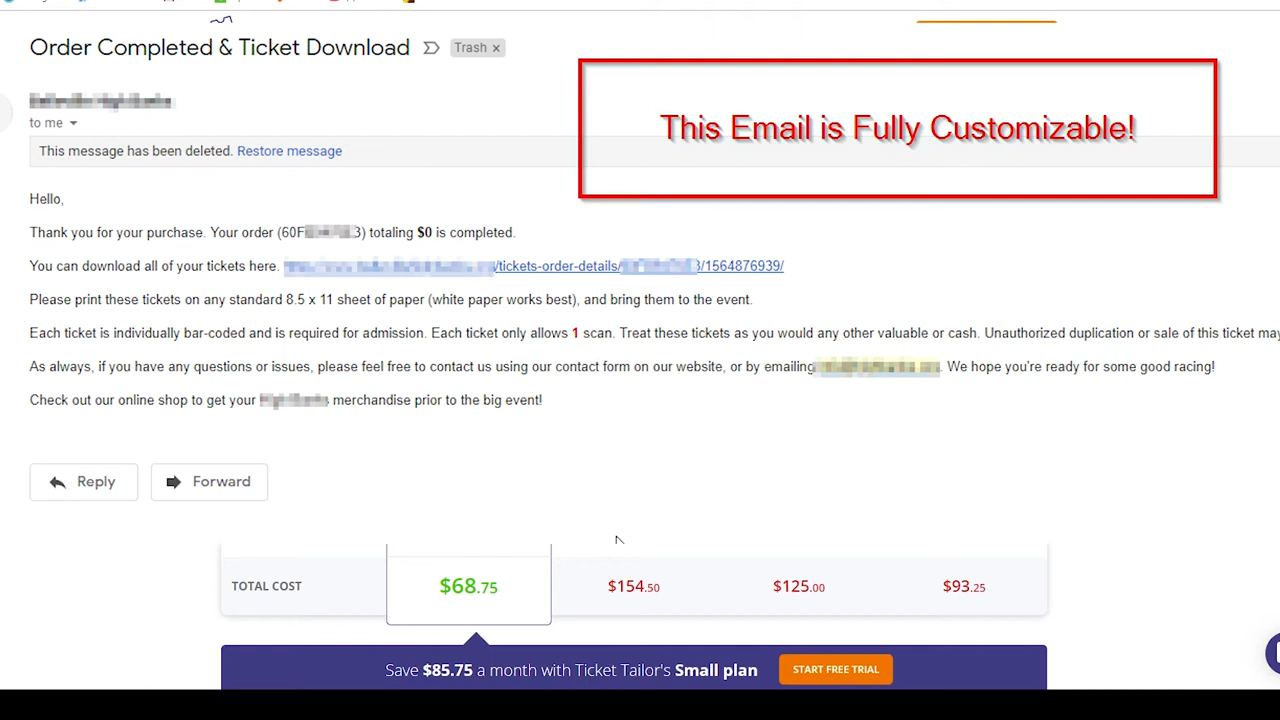 Order Completed & Ticket Download
Trash ×
This Email is Fully Customizable!
to me
This message has been deleted. Restore message
Hello,
Thank you for your purchase. Your order (60F 3) totaling $0 is completed.
You can download all of your tickets here. /tickets-order-details/ /1564876939/
Please print these tickets on any standard 8.5 x 11 sheet of paper (white paper works best), and bring them to the event.
Each ticket is individually bar-coded and is required for admission. Each ticket only allows 1 scan. Treat these tickets as you would any other valuable or cash. Unauthorized duplication or sale of this ticket may
As always, if you have any questions or issues, please feel free to contact us using our contact form on our website, or by emailing . We hope you're ready for some good racing!
Check out our online shop to get your merchandise prior to the big event!
Reply Forward
TOTAL COST $68.75 $154.50 $125.00 $93.25
Save $85.75 a month with Ticket Tailor's Small plan START FREE TRIAL